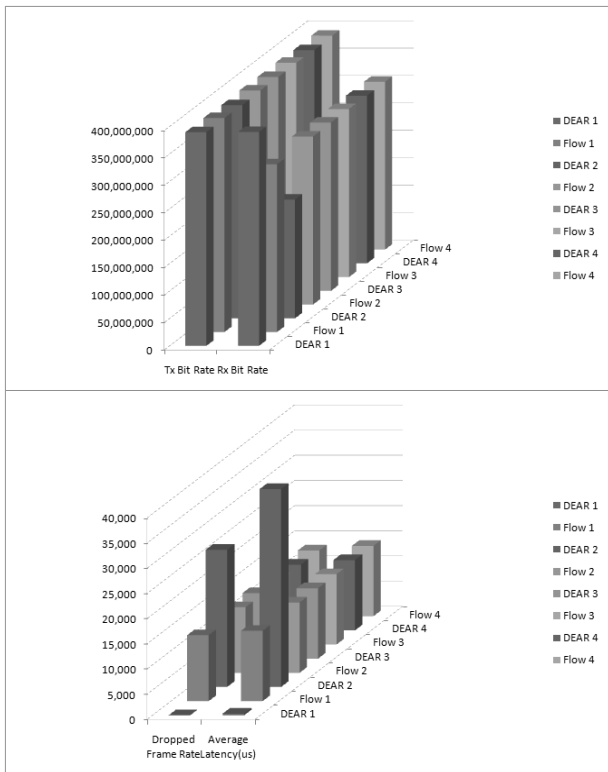 400,000,000
350,000,000
300,000,000
250,000,000
200,000,000
150,000,000
100,000,000
50,000,000
0
Tx Bit Rate Rx Bit Rate
Flow 4
DEAR 4
Flow 3
DEAR 3
Flow 2
DEAR 2
Flow 1
DEAR 1
DEAR 1
Flow 1
DEAR 2
Flow 2
DEAR 3
Flow 3
DEAR 4
Flow 4
40,000
35,000
30,000
25,000
20,000
15,000
10,000
5,000
0
Dropped Average
Frame RateLatency(us)
Flow 4
DEAR 4
Flow 3
DEAR 3
Flow 2
DEAR 2
Flow 1
DEAR 1
DEAR 1
Flow 1
DEAR 2
Flow 2
DEAR 3
Flow 3
DEAR 4
Flow 4